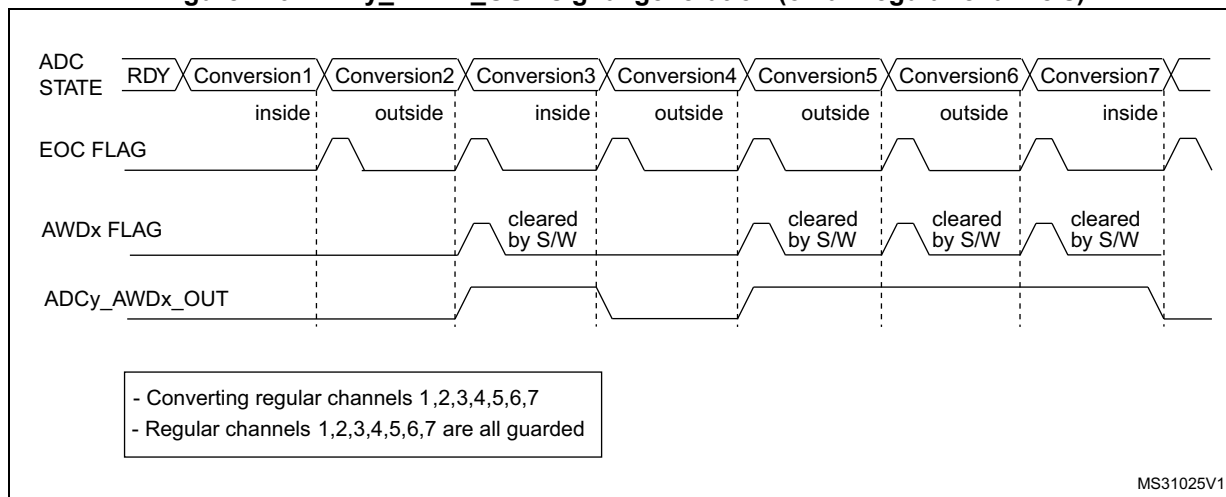 ADC STATE
RDY Conversion1 Conversion2 Conversion3 Conversion4 Conversion5 Conversion6 Conversion7
inside outside inside outside outside outside inside
EOC FLAG
AWDx FLAG
cleared by S/W
cleared by S/W
cleared by S/W
cleared by S/W
ADCy_AWDx_OUT
- Converting regular channels 1,2,3,4,5,6,7
- Regular channels 1,2,3,4,5,6,7 are all guarded
MS31025V1